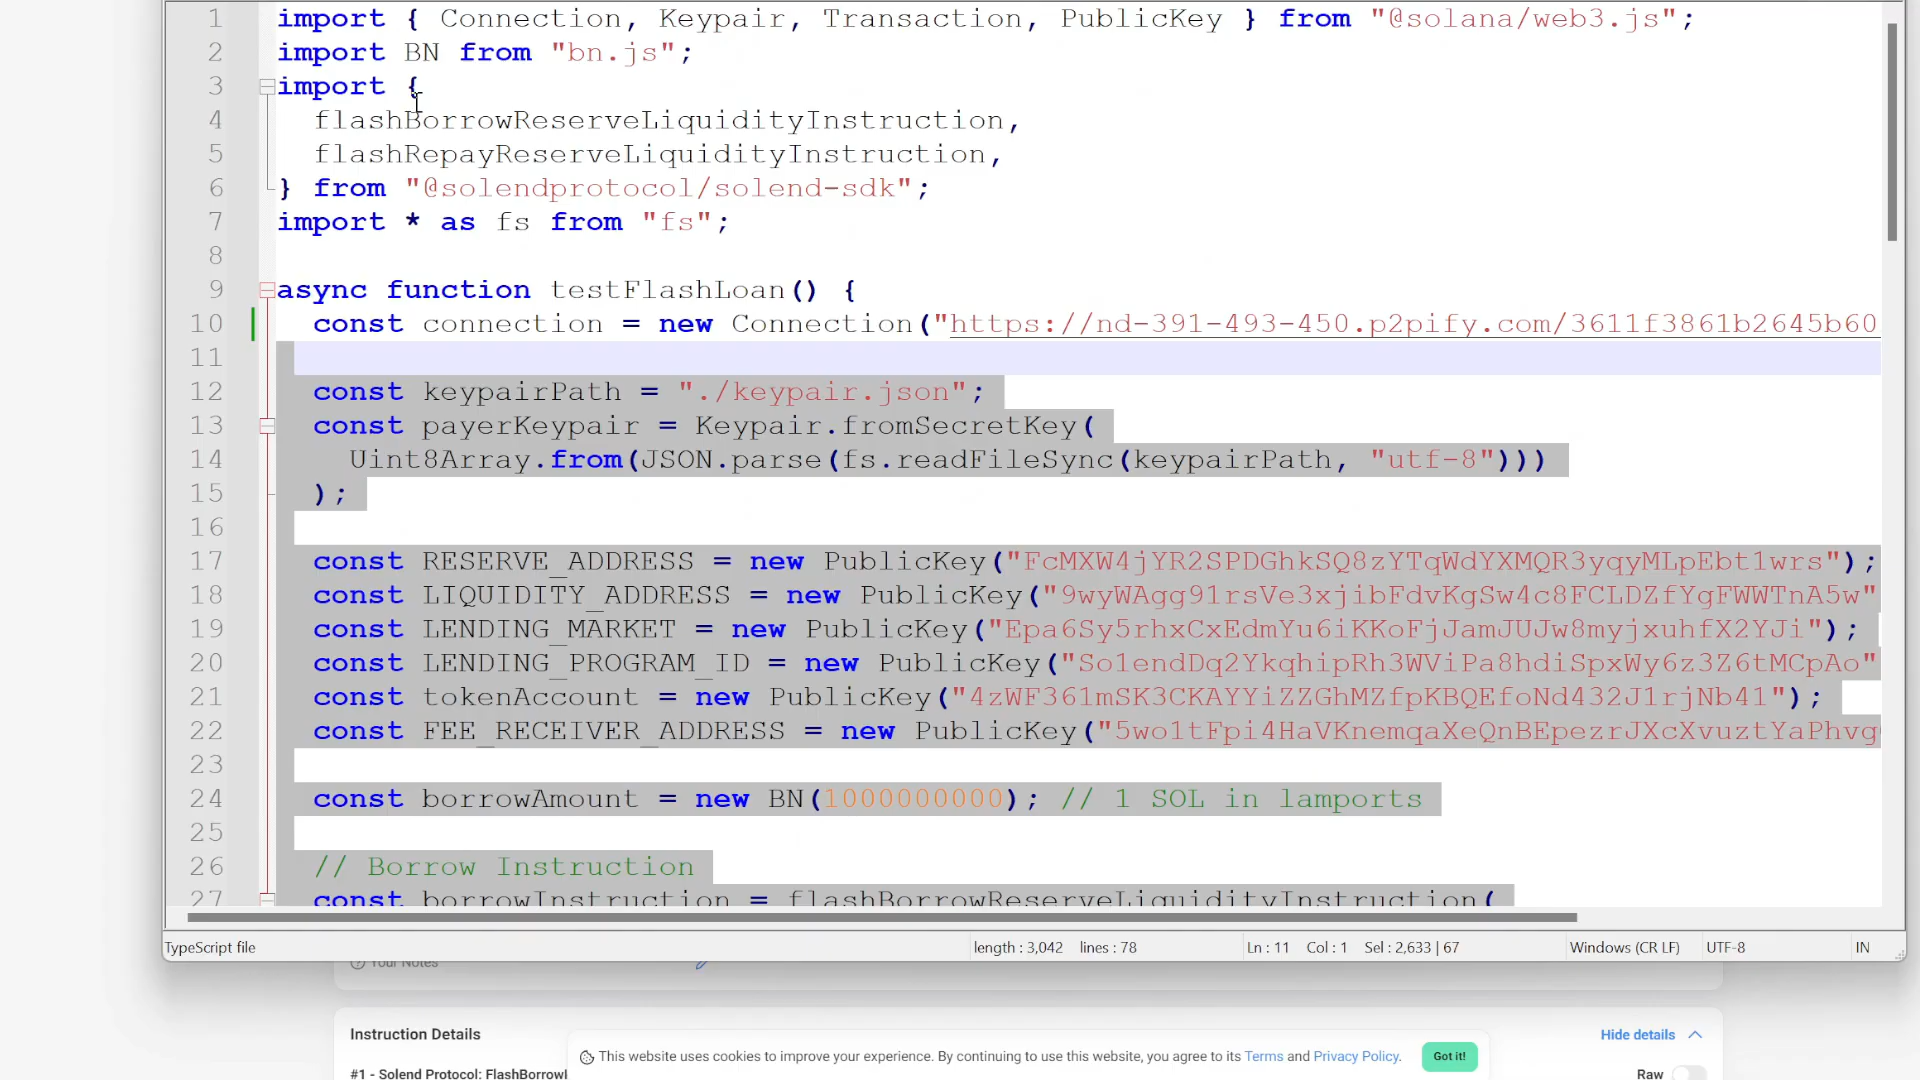 1 import { Connection, Keypair, Transaction, PublicKey } from "@solana/web3.js";
2 import BN from "bn.js";
3 import {
4 flashBorrowReserveLiquidityInstruction,
5 flashRepayReserveLiquidityInstruction,
6 } from "@solendprotocol/solend-sdk";
7 import * as fs from "fs";
8
9 async function testFlashLoan() {
10 const connection = new Connection("https://nd-391-493-450.p2pify.com/3611f3861b2645b60
11
12 const keypairPath = "./keypair.json";
13 const payerKeypair = Keypair.fromSecretKey(
14 Uint8Array.from(JSON.parse(fs.readFileSync(keypairPath, "utf-8")))
15 );
16
17 const RESERVE_ADDRESS = new PublicKey("FcMXW4jYR2SPDGhkSQ8zYTqWdYXMQR3yqyMLpEbt1wrs");
18 const LIQUIDITY_ADDRESS = new PublicKey("9wyWAgg91rsVe3xjibFdvKgSw4c8FCLDZfYgFWWTnA5w"
19 const LENDING_MARKET = new PublicKey("Epa6Sy5rhxCxEdmYu6iKKoFjJamJUJw8myjxuhfX2YJi");
20 const LENDING_PROGRAM_ID = new PublicKey("So1endDq2YkqhipRh3WViPa8hdiSpxWy6z3Z6tMCpAo"
21 const tokenAccount = new PublicKey("4zWF361mSK3CKAYYiZZGhMZfpKBQEfoNd432J1rjNb41");
22 const FEE_RECEIVER_ADDRESS = new PublicKey("5wo1tFpi4HaVKnemqaXeQnBEpezrJXcXvuztYaPhvg
23
24 const borrowAmount = new BN(1000000000); // 1 SOL in lamports
25
26 // Borrow Instruction
27 const borrowInstruction = flashBorrowReserveLiquidityInstruction(
TypeScript file length : 3,042 lines : 78 Ln : 11 Col : 1 Sel : 2,633 | 67 Windows (CR LF) UTF-8 IN
Your Notes
Instruction Details Hide details
This website uses cookies to improve your experience. By continuing to use this website, you agree to its Terms and Privacy Policy. Got it!
#1 - Solend Protocol: FlashBorrow Raw